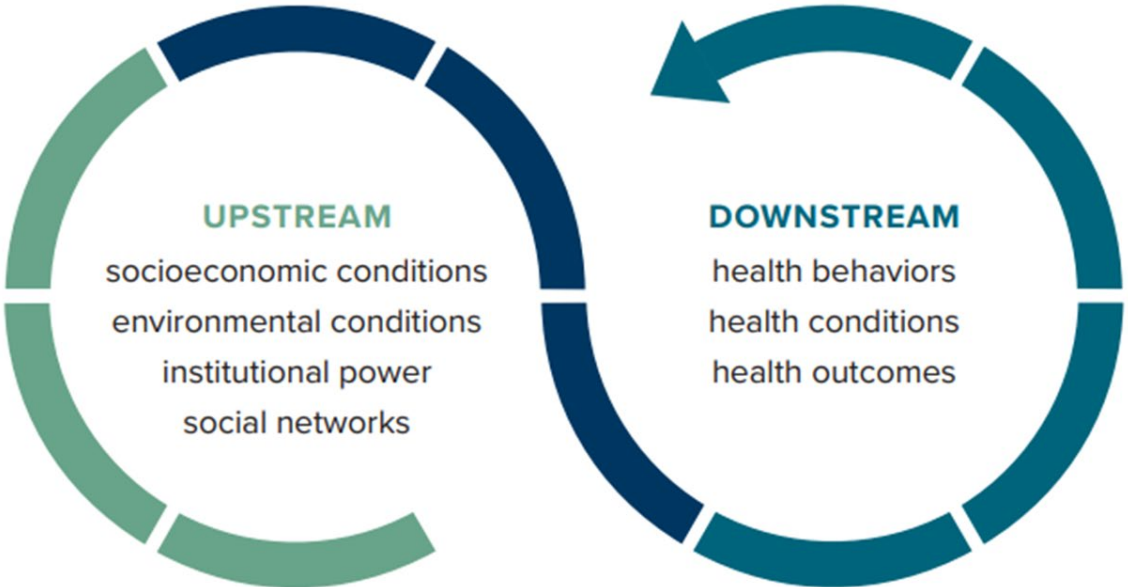 UPSTREAM
socioeconomic conditions
environmental conditions
institutional power
social networks
DOWNSTREAM
health behaviors
health conditions
health outcomes